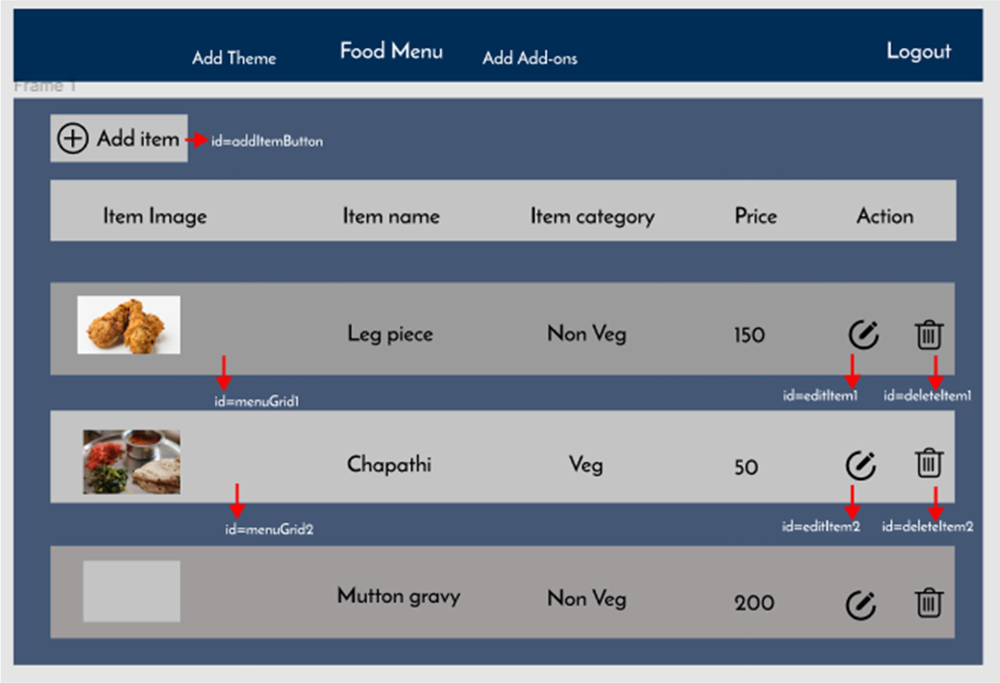 Add Theme Food Menu Add Add-ons Logout
Frame 1
Add item id=addItemButton
Item Image Item name Item category Price Action
Leg piece Non Veg 150
id=menuGrid1 id=editItem1 id=deleteItem1
Chapathi Veg 50
id=menuGrid2 id=editItem2 id=deleteItem2
Mutton gravy Non Veg 200